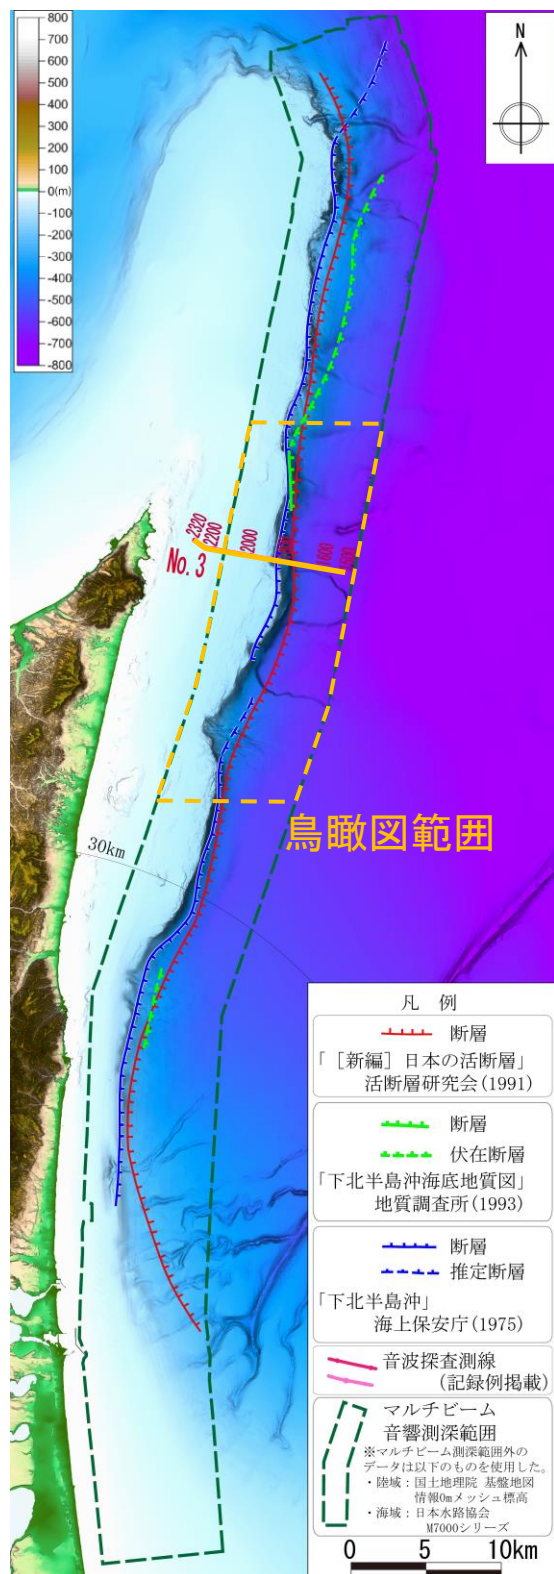 800
700
600
500
400
300
200
100
0(m)
-100
-200
-300
-400
-500
-600
-700
-800
N
2320
2200
2000
600
500
No. 3
鳥瞰図範囲
30km
凡 例
断層
「［新編］日本の活断層」
活断層研究会(1991)
断層
伏在断層
「下北半島沖海底地質図」
地質調査所(1993)
断層
推定断層
「下北半島沖」
海上保安庁(1975)
音波探査測線
(記録例掲載)
マルチビーム
音響測深範囲
※マルチビーム測深範囲外の
データは以下のものを使用した。
・陸域：国土地理院 基盤地図
情報0mメッシュ標高
・海域：日本水路協会
M7000シリーズ
0 5 10km